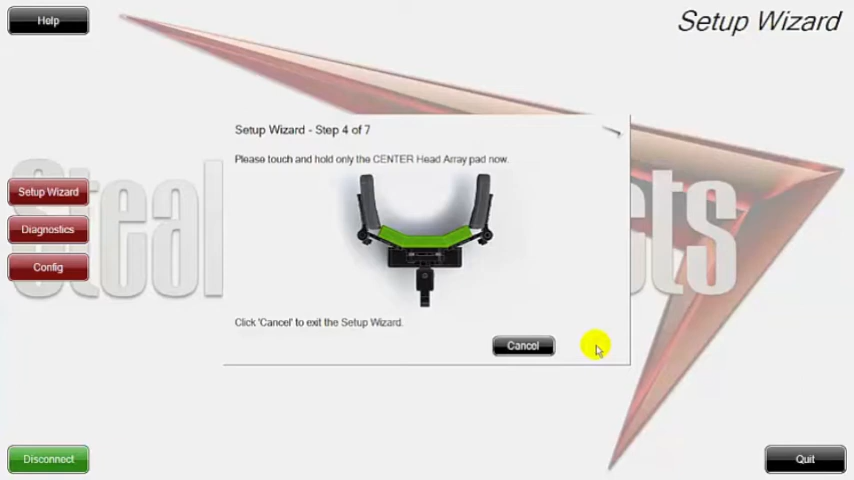 Help
Setup Wizard
Setup Wizard - Step 4 of 7
Please touch and hold only the CENTER Head Array pad now.
Steal
Setup Wizard
Diagnostics
Config
Click 'Cancel' to exit the Setup Wizard.
Cancel
Disconnect
Quit